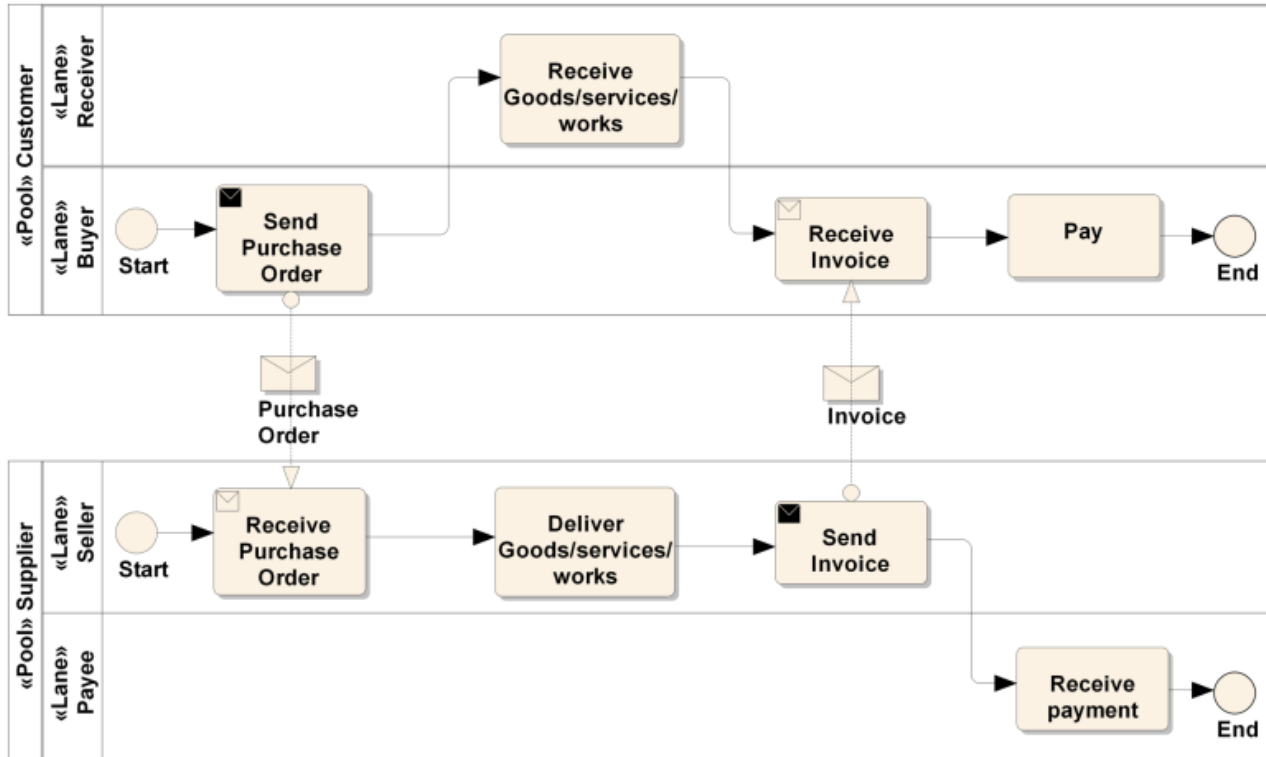 «Pool» Customer
«Lane»
Receiver
Receive
Goods/services/
works
«Lane»
Buyer
Start
Send
Purchase
Order
Receive
Invoice
Pay
End
Purchase
Order
Invoice
«Pool» Supplier
«Lane»
Seller
Start
Receive
Purchase
Order
Deliver
Goods/services/
works
Send
Invoice
«Lane»
Payee
Receive
payment
End